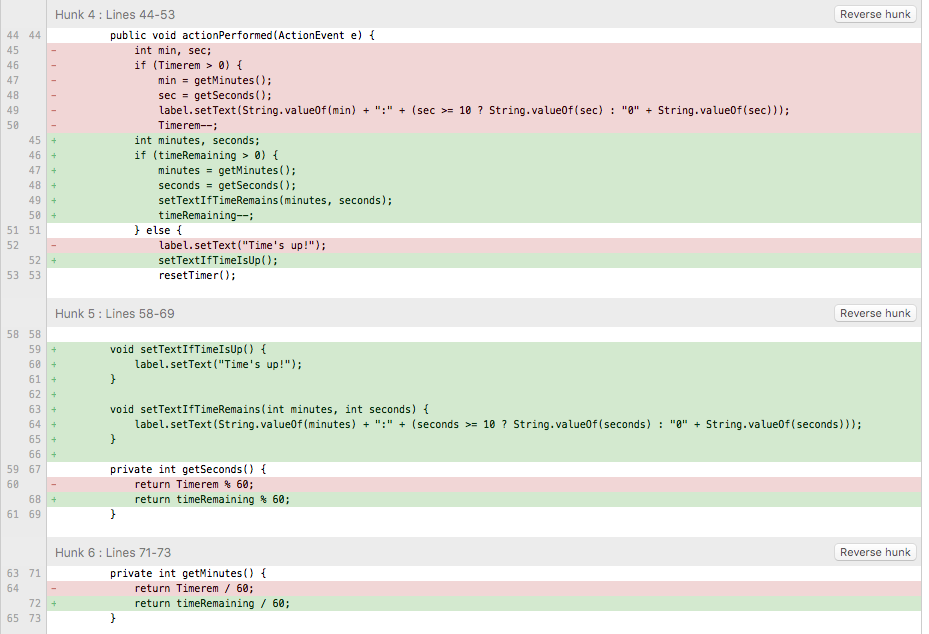 Hunk 4 : Lines 44-53 Reverse hunk
44 44 public void actionPerformed(ActionEvent e) {
45 - int min, sec;
46 - if (Timerem > 0) {
47 - min = getMinutes();
48 - sec = getSeconds();
49 - label.setText(String.valueOf(min) + ":" + (sec >= 10 ? String.valueOf(sec) : "0" + String.valueOf(sec)));
50 - Timerem--;
45 + int minutes, seconds;
46 + if (timeRemaining > 0) {
47 + minutes = getMinutes();
48 + seconds = getSeconds();
49 + setTextIfTimeRemains(minutes, seconds);
50 + timeRemaining--;
51 51 } else {
52 - label.setText("Time's up!");
52 + setTextIfTimeIsUp();
53 53 resetTimer();
Hunk 5 : Lines 58-69 Reverse hunk
58 58
59 + void setTextIfTimeIsUp() {
60 + label.setText("Time's up!");
61 + }
62 +
63 + void setTextIfTimeRemains(int minutes, int seconds) {
64 + label.setText(String.valueOf(minutes) + ":" + (seconds >= 10 ? String.valueOf(seconds) : "0" + String.valueOf(seconds)));
65 + }
66 +
59 67 private int getSeconds() {
60 - return Timerem % 60;
68 + return timeRemaining % 60;
61 69 }
Hunk 6 : Lines 71-73 Reverse hunk
63 71 private int getMinutes() {
64 - return Timerem / 60;
72 + return timeRemaining / 60;
65 73 }